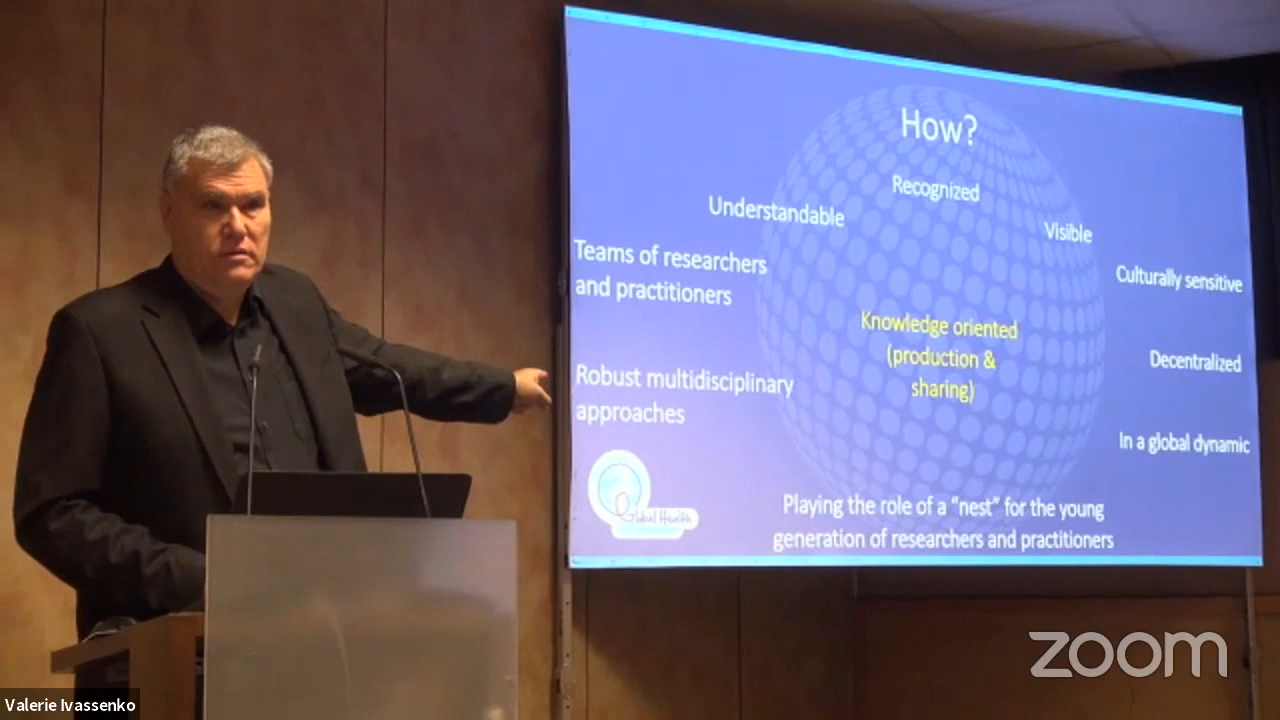 How?
Recognized
Understandable
Visible
Teams of researchers
and practitioners
Culturally sensitive
Knowledge oriented
(production &
sharing)
Decentralized
Robust multidisciplinary
approaches
In a global dynamic
Global Health
Playing the role of a “nest” for the young
generation of researchers and practitioners
zoom
Valerie Ivassenko